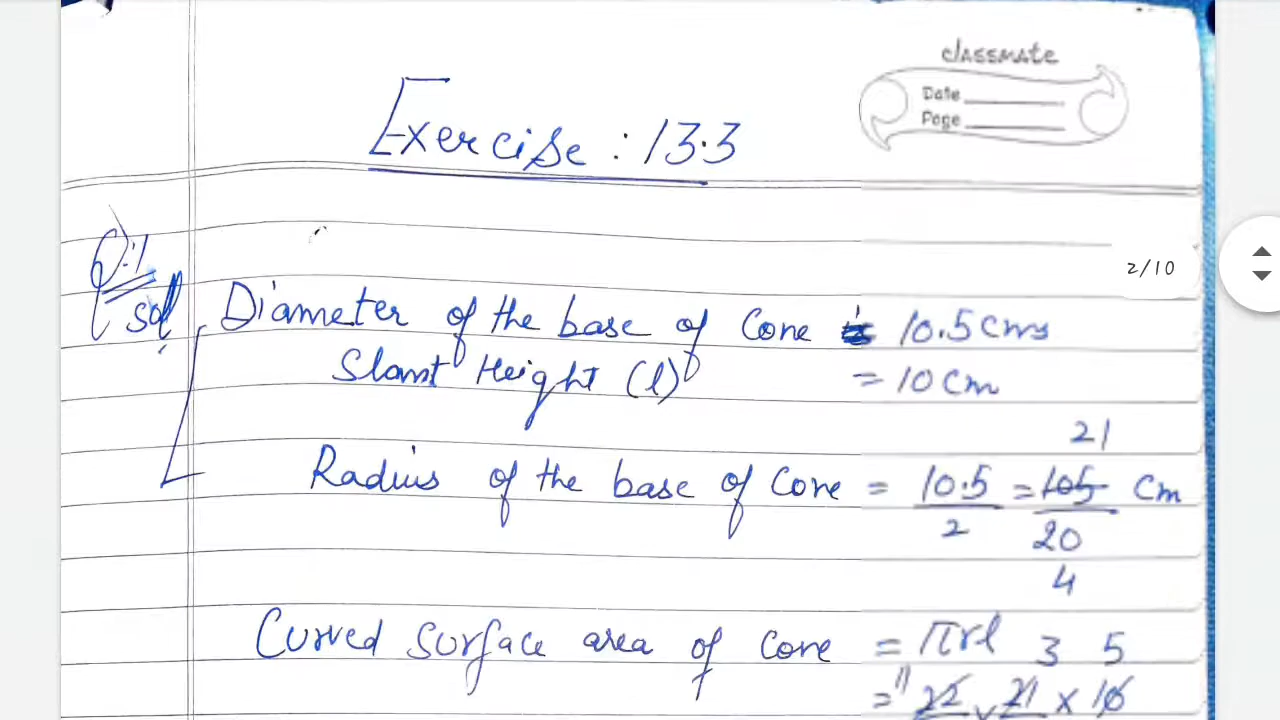 classmate
Date
Page
Exercise : 13.3
Q:1
2/10
Sol Diameter of the base of Cone = 10.5 Cms
Slant Height (l) = 10 Cm
21
Radius of the base of Cone = 10.5/2 = 105/20 Cm
4
Curved Surface area of Cone = πrl
3 5
11
= 22 × 21 × 10